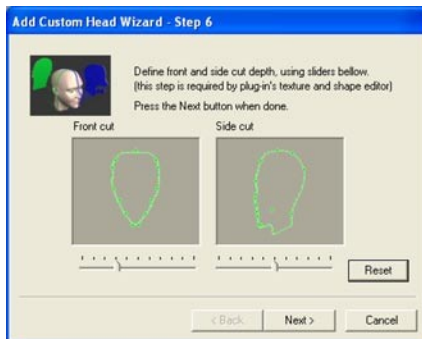 Add Custom Head Wizard - Step 6
Define front and side cut depth, using sliders bellow.
(this step is required by plug-in's texture and shape editor)
Press the Next button when done.
Front cut
Side cut
Reset
< Back
Next >
Cancel